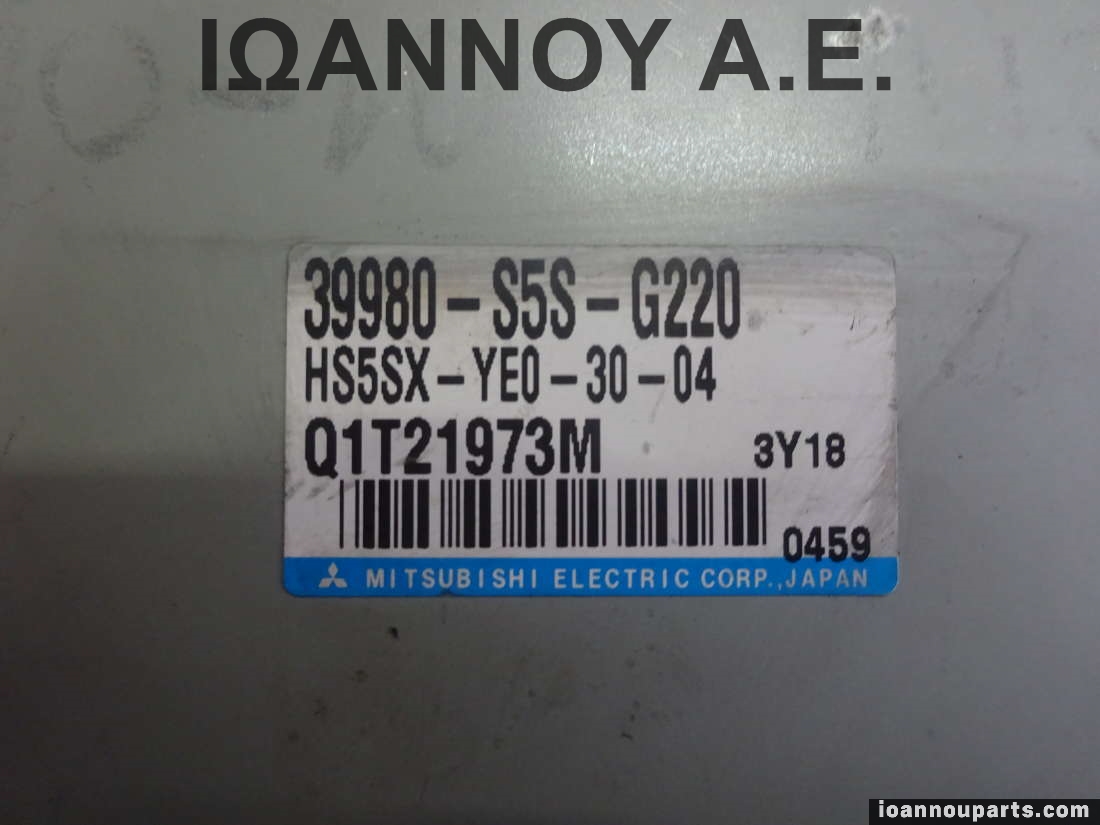 ΙΩΑΝΝΟΥ Α.Ε.
39980-S5S-G220
HS5SX-YE0-30-04
Q1T21973M 3Y18
0459
MITSUBISHI ELECTRIC CORP.,JAPAN
ioannouparts.com